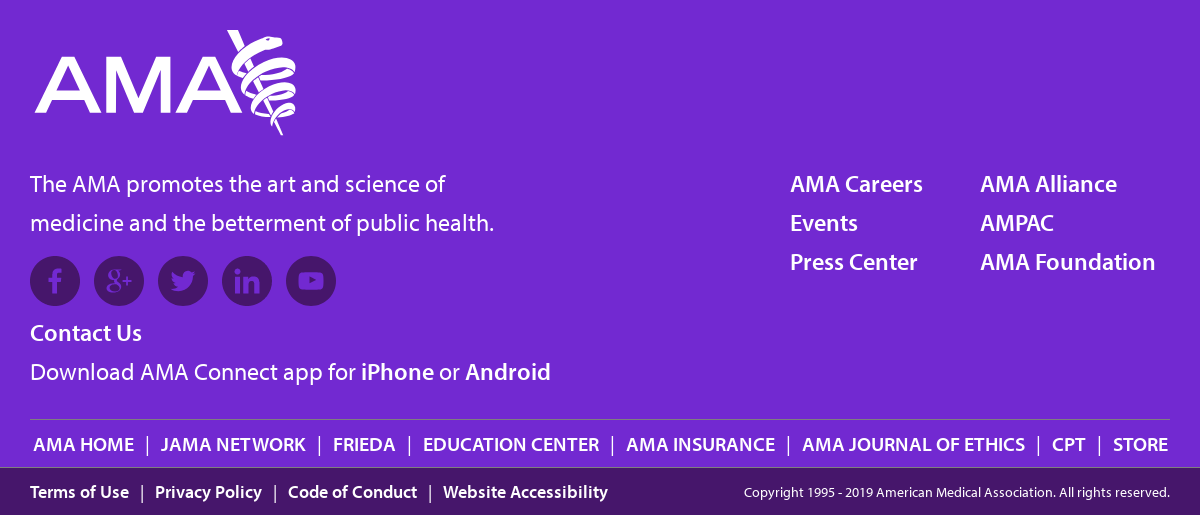 AMA
The AMA promotes the art and science of
medicine and the betterment of public health.
AMA Careers
Events
Press Center
AMA Alliance
AMPAC
AMA Foundation
Contact Us
Download AMA Connect app for iPhone or Android
AMA HOME | JAMA NETWORK | FRIEDA | EDUCATION CENTER | AMA INSURANCE | AMA JOURNAL OF ETHICS | CPT | STORE
Terms of Use | Privacy Policy | Code of Conduct | Website Accessibility
Copyright 1995 - 2019 American Medical Association. All rights reserved.